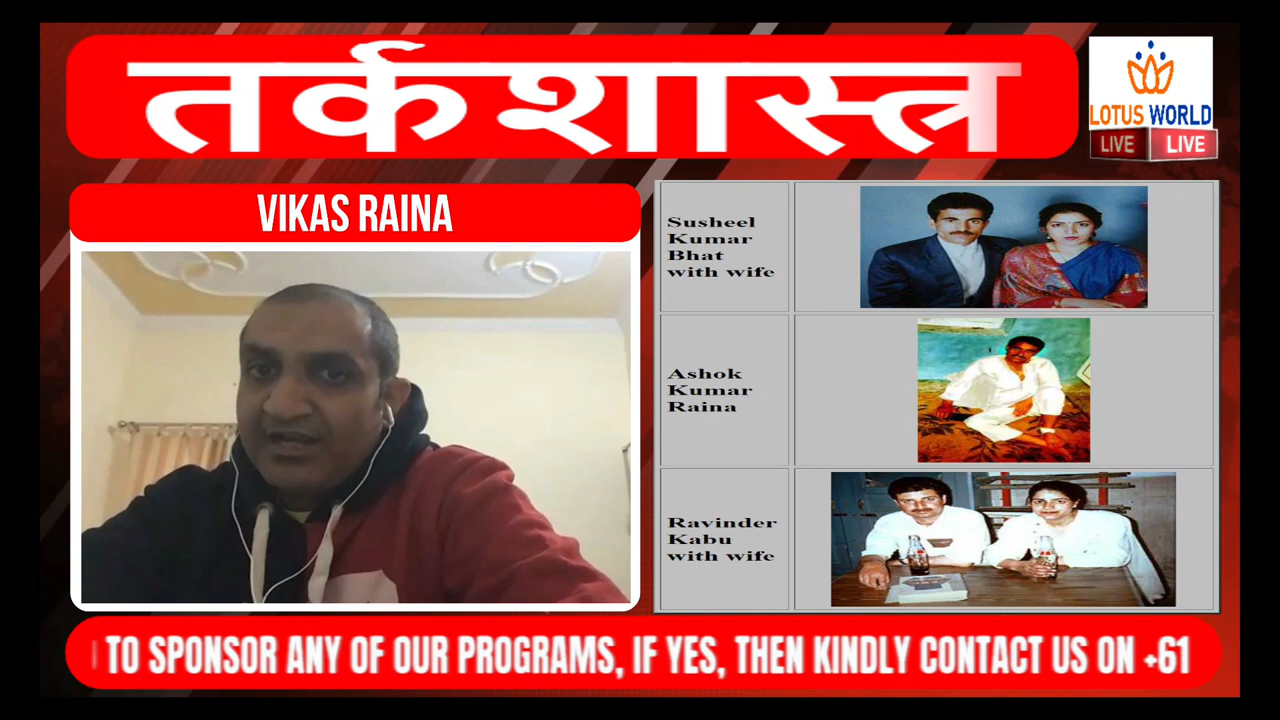 तर्कशास्त्र
LOTUS WORLD
LIVE LIVE
VIKAS RAINA
Susheel
Kumar
Bhat
with wife
Ashok
Kumar
Raina
Ravinder
Kabu
with wife
TO SPONSOR ANY OF OUR PROGRAMS, IF YES, THEN KINDLY CONTACT US ON +61